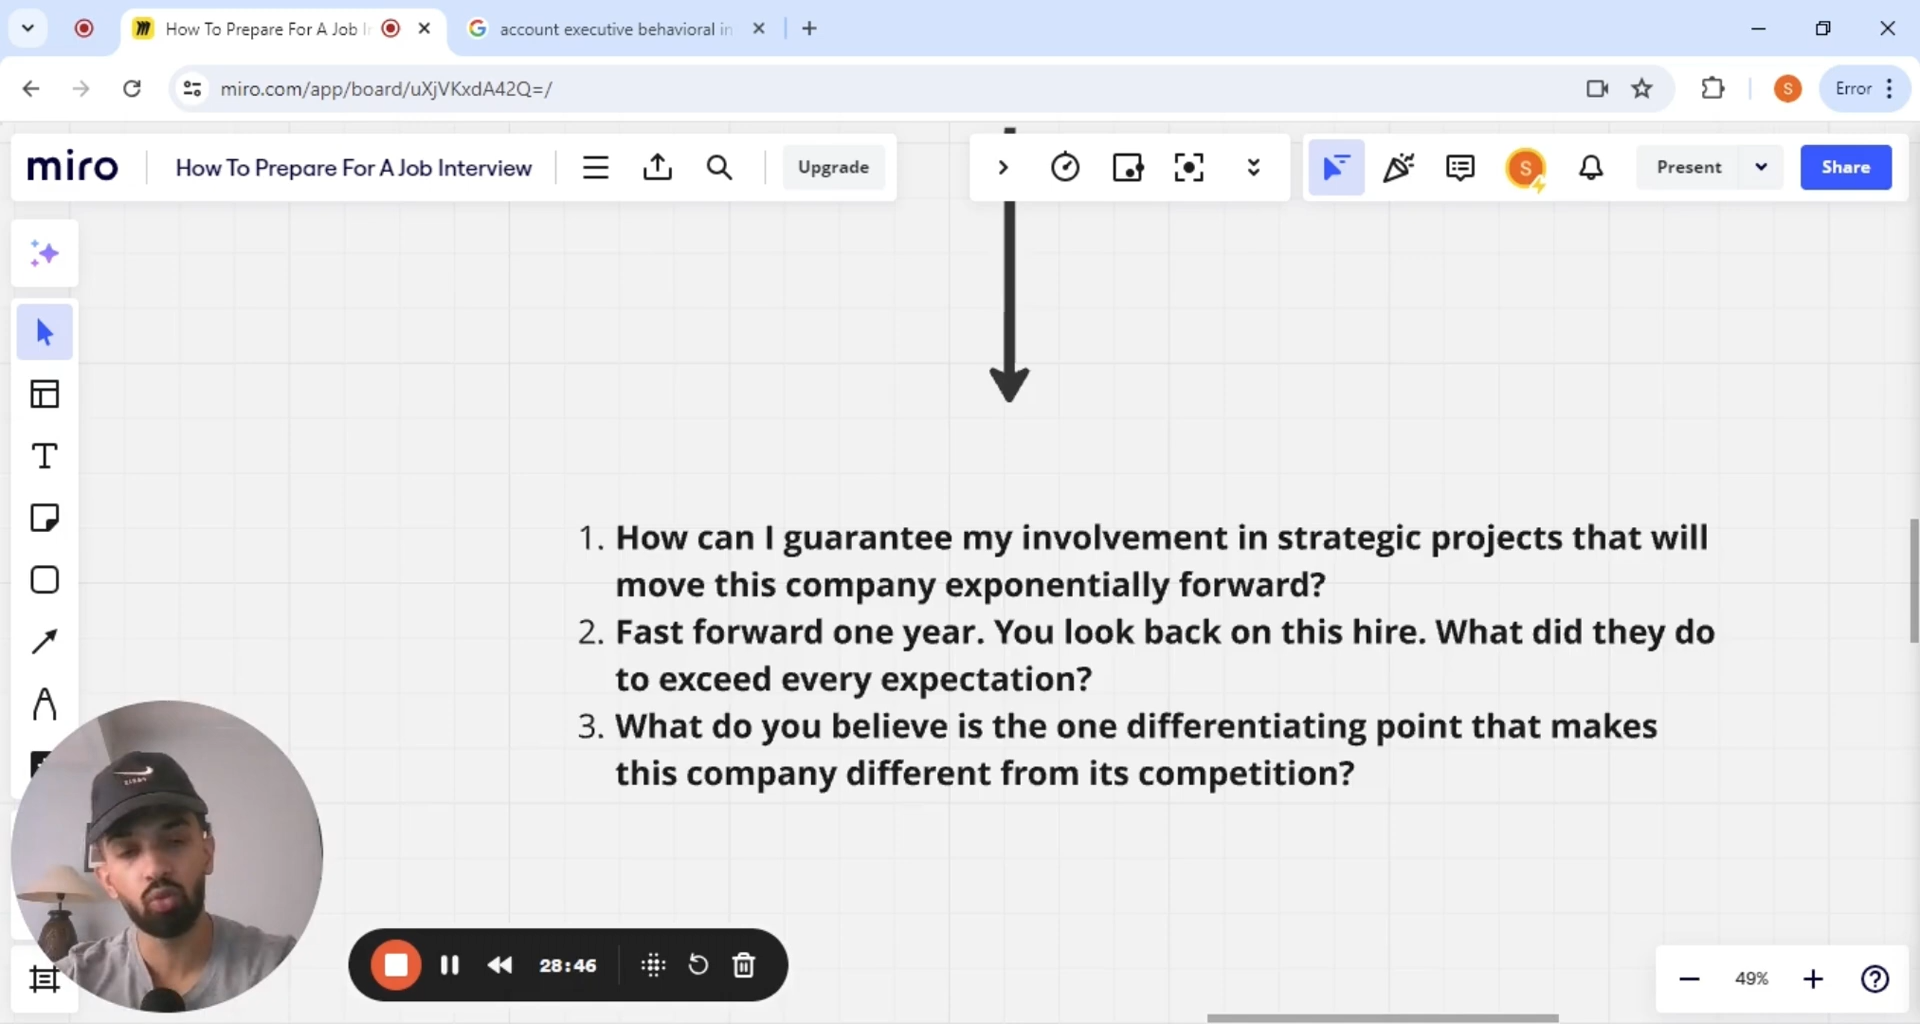 How To Prepare For A Job Ir
account executive behavioral in
miro.com/app/board/uXjVKxdA42Q=/
S
Error
miro
How To Prepare For A Job Interview
Upgrade
S
Present
Share
1. How can I guarantee my involvement in strategic projects that will
move this company exponentially forward?
2. Fast forward one year. You look back on this hire. What did they do
to exceed every expectation?
3. What do you believe is the one differentiating point that makes
this company different from its competition?
28:46
49%